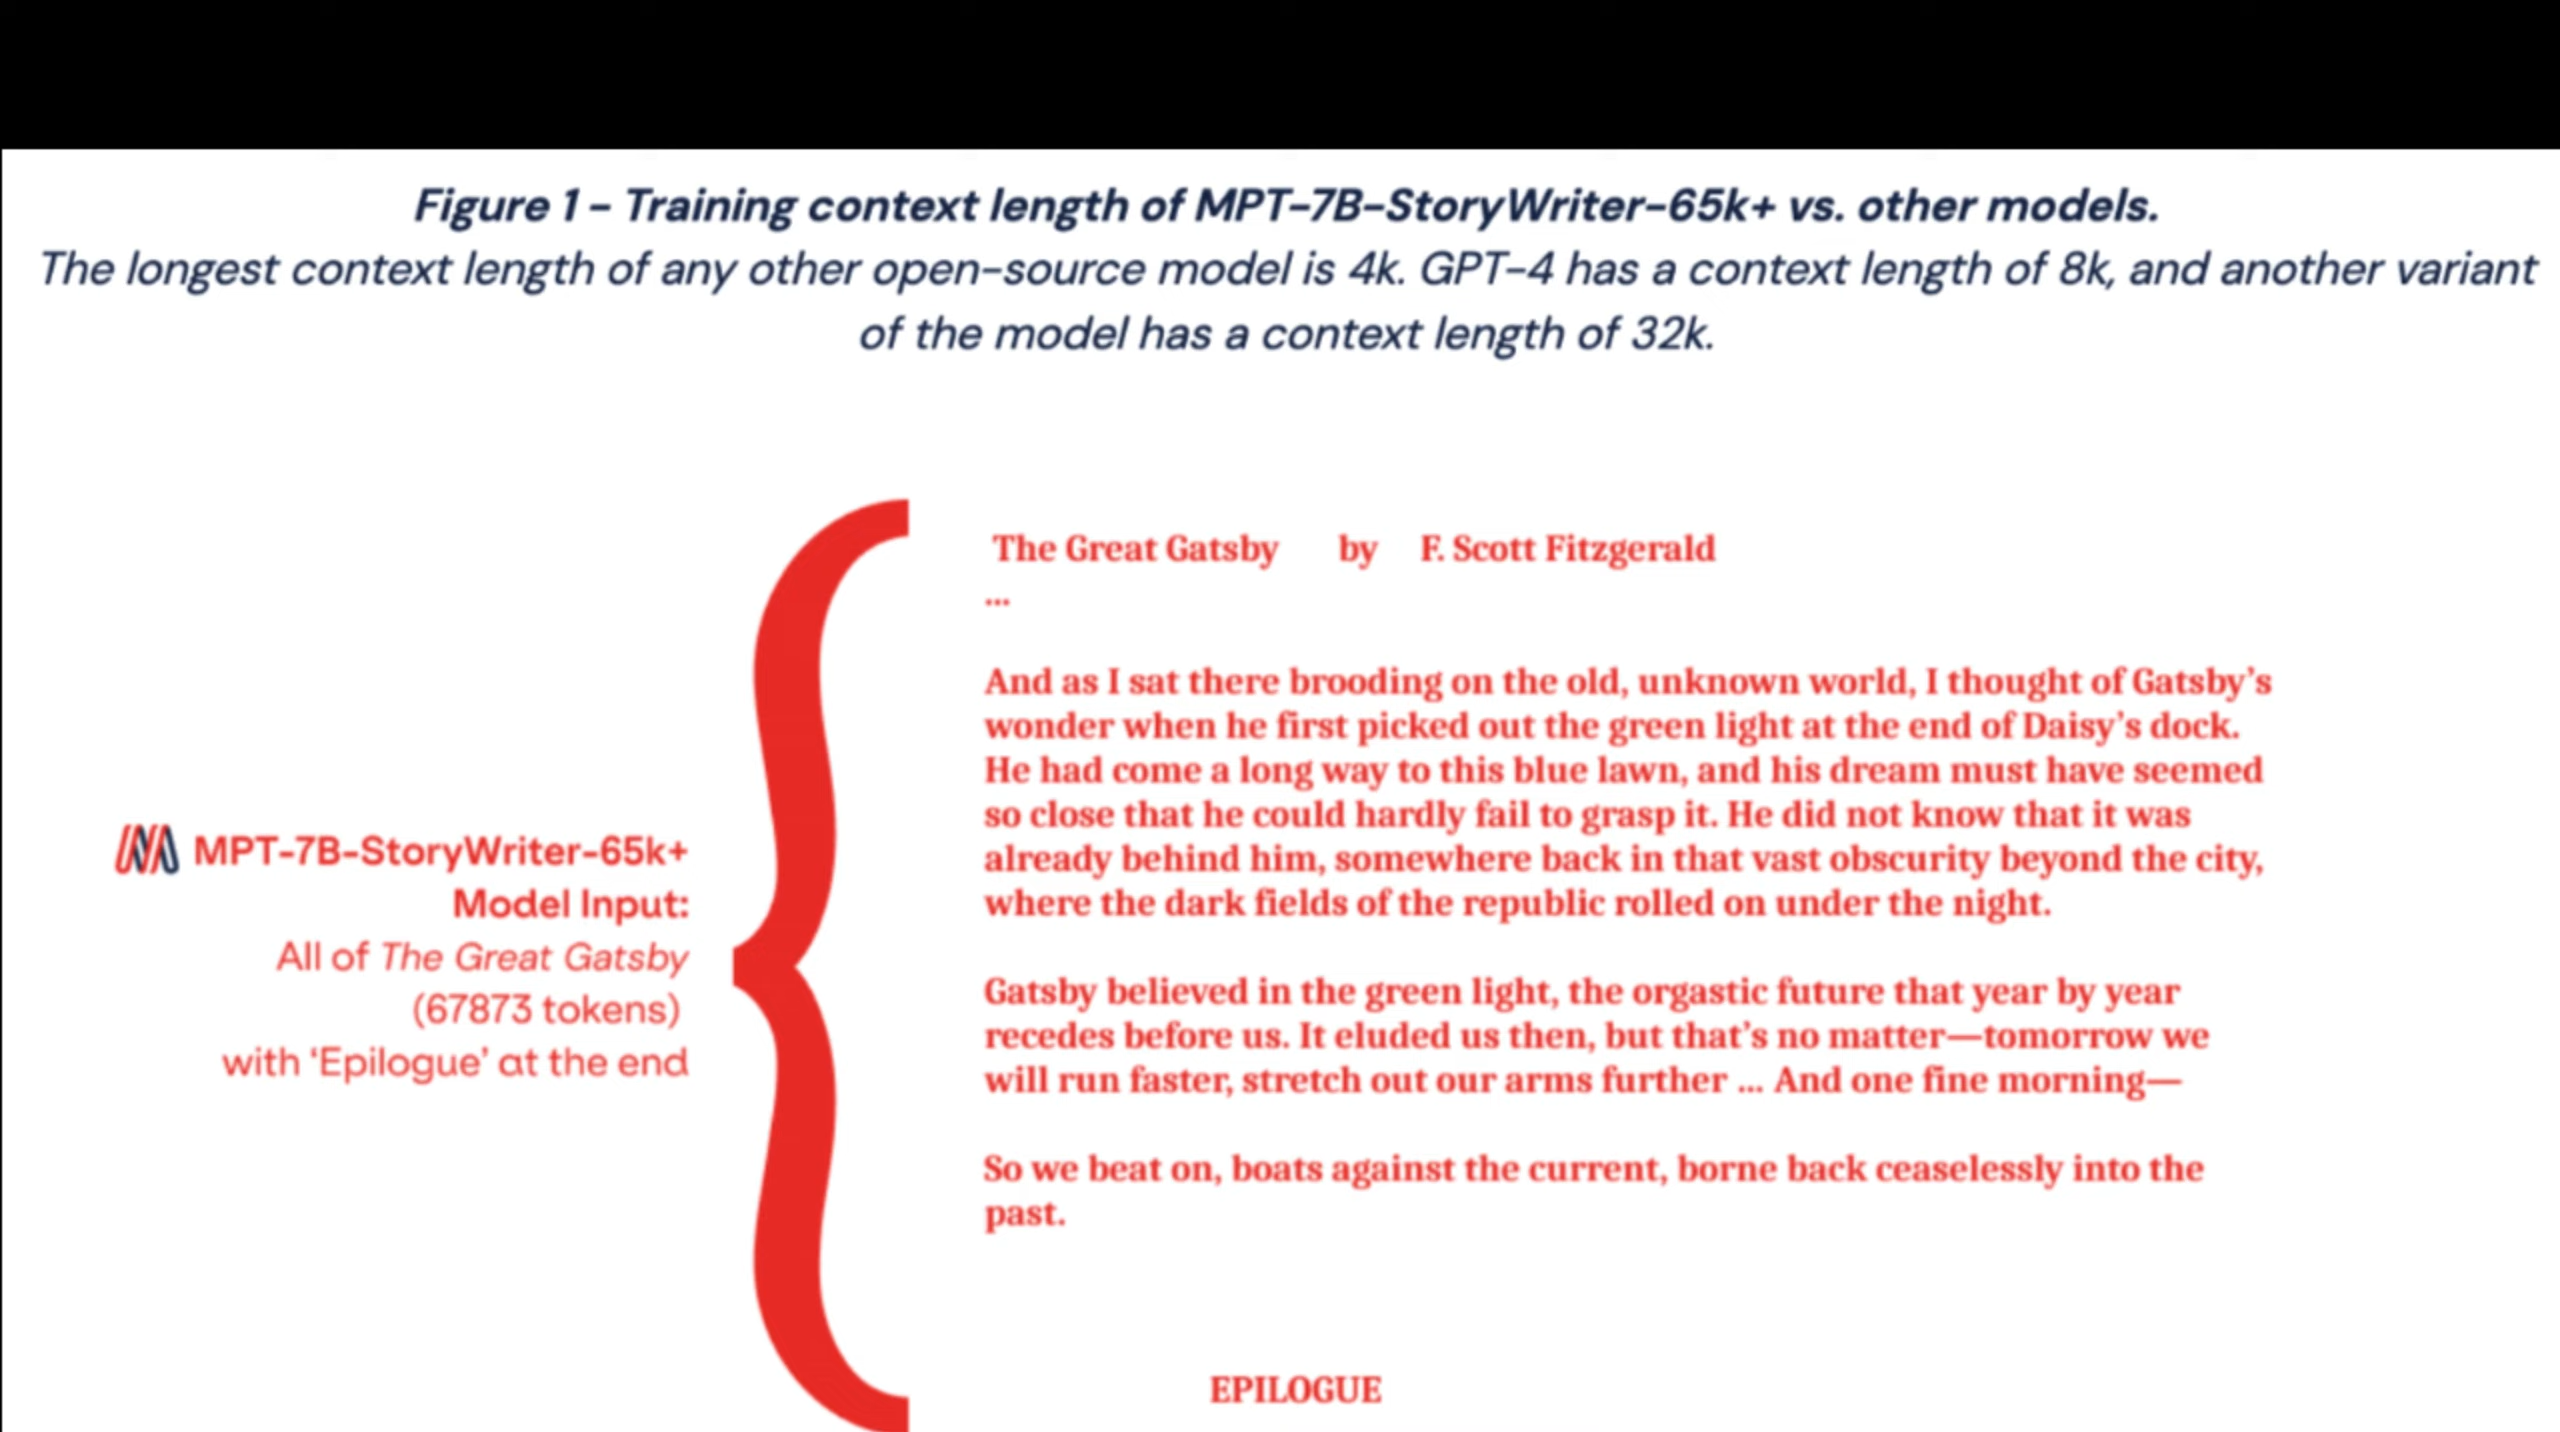 Figure 1 – Training context length of MPT-7B-StoryWriter-65k+ vs. other models.
The longest context length of any other open-source model is 4k. GPT-4 has a context length of 8k, and another variant
of the model has a context length of 32k.
MPT-7B-StoryWriter-65k+
Model Input:
All of The Great Gatsby
(67873 tokens)
with ‘Epilogue’ at the end
The Great Gatsby by F. Scott Fitzgerald
...
And as I sat there brooding on the old, unknown world, I thought of Gatsby’s
wonder when he first picked out the green light at the end of Daisy’s dock.
He had come a long way to this blue lawn, and his dream must have seemed
so close that he could hardly fail to grasp it. He did not know that it was
already behind him, somewhere back in that vast obscurity beyond the city,
where the dark fields of the republic rolled on under the night.
Gatsby believed in the green light, the orgastic future that year by year
recedes before us. It eluded us then, but that’s no matter—tomorrow we
will run faster, stretch out our arms further ... And one fine morning—
So we beat on, boats against the current, borne back ceaselessly into the
past.
EPILOGUE